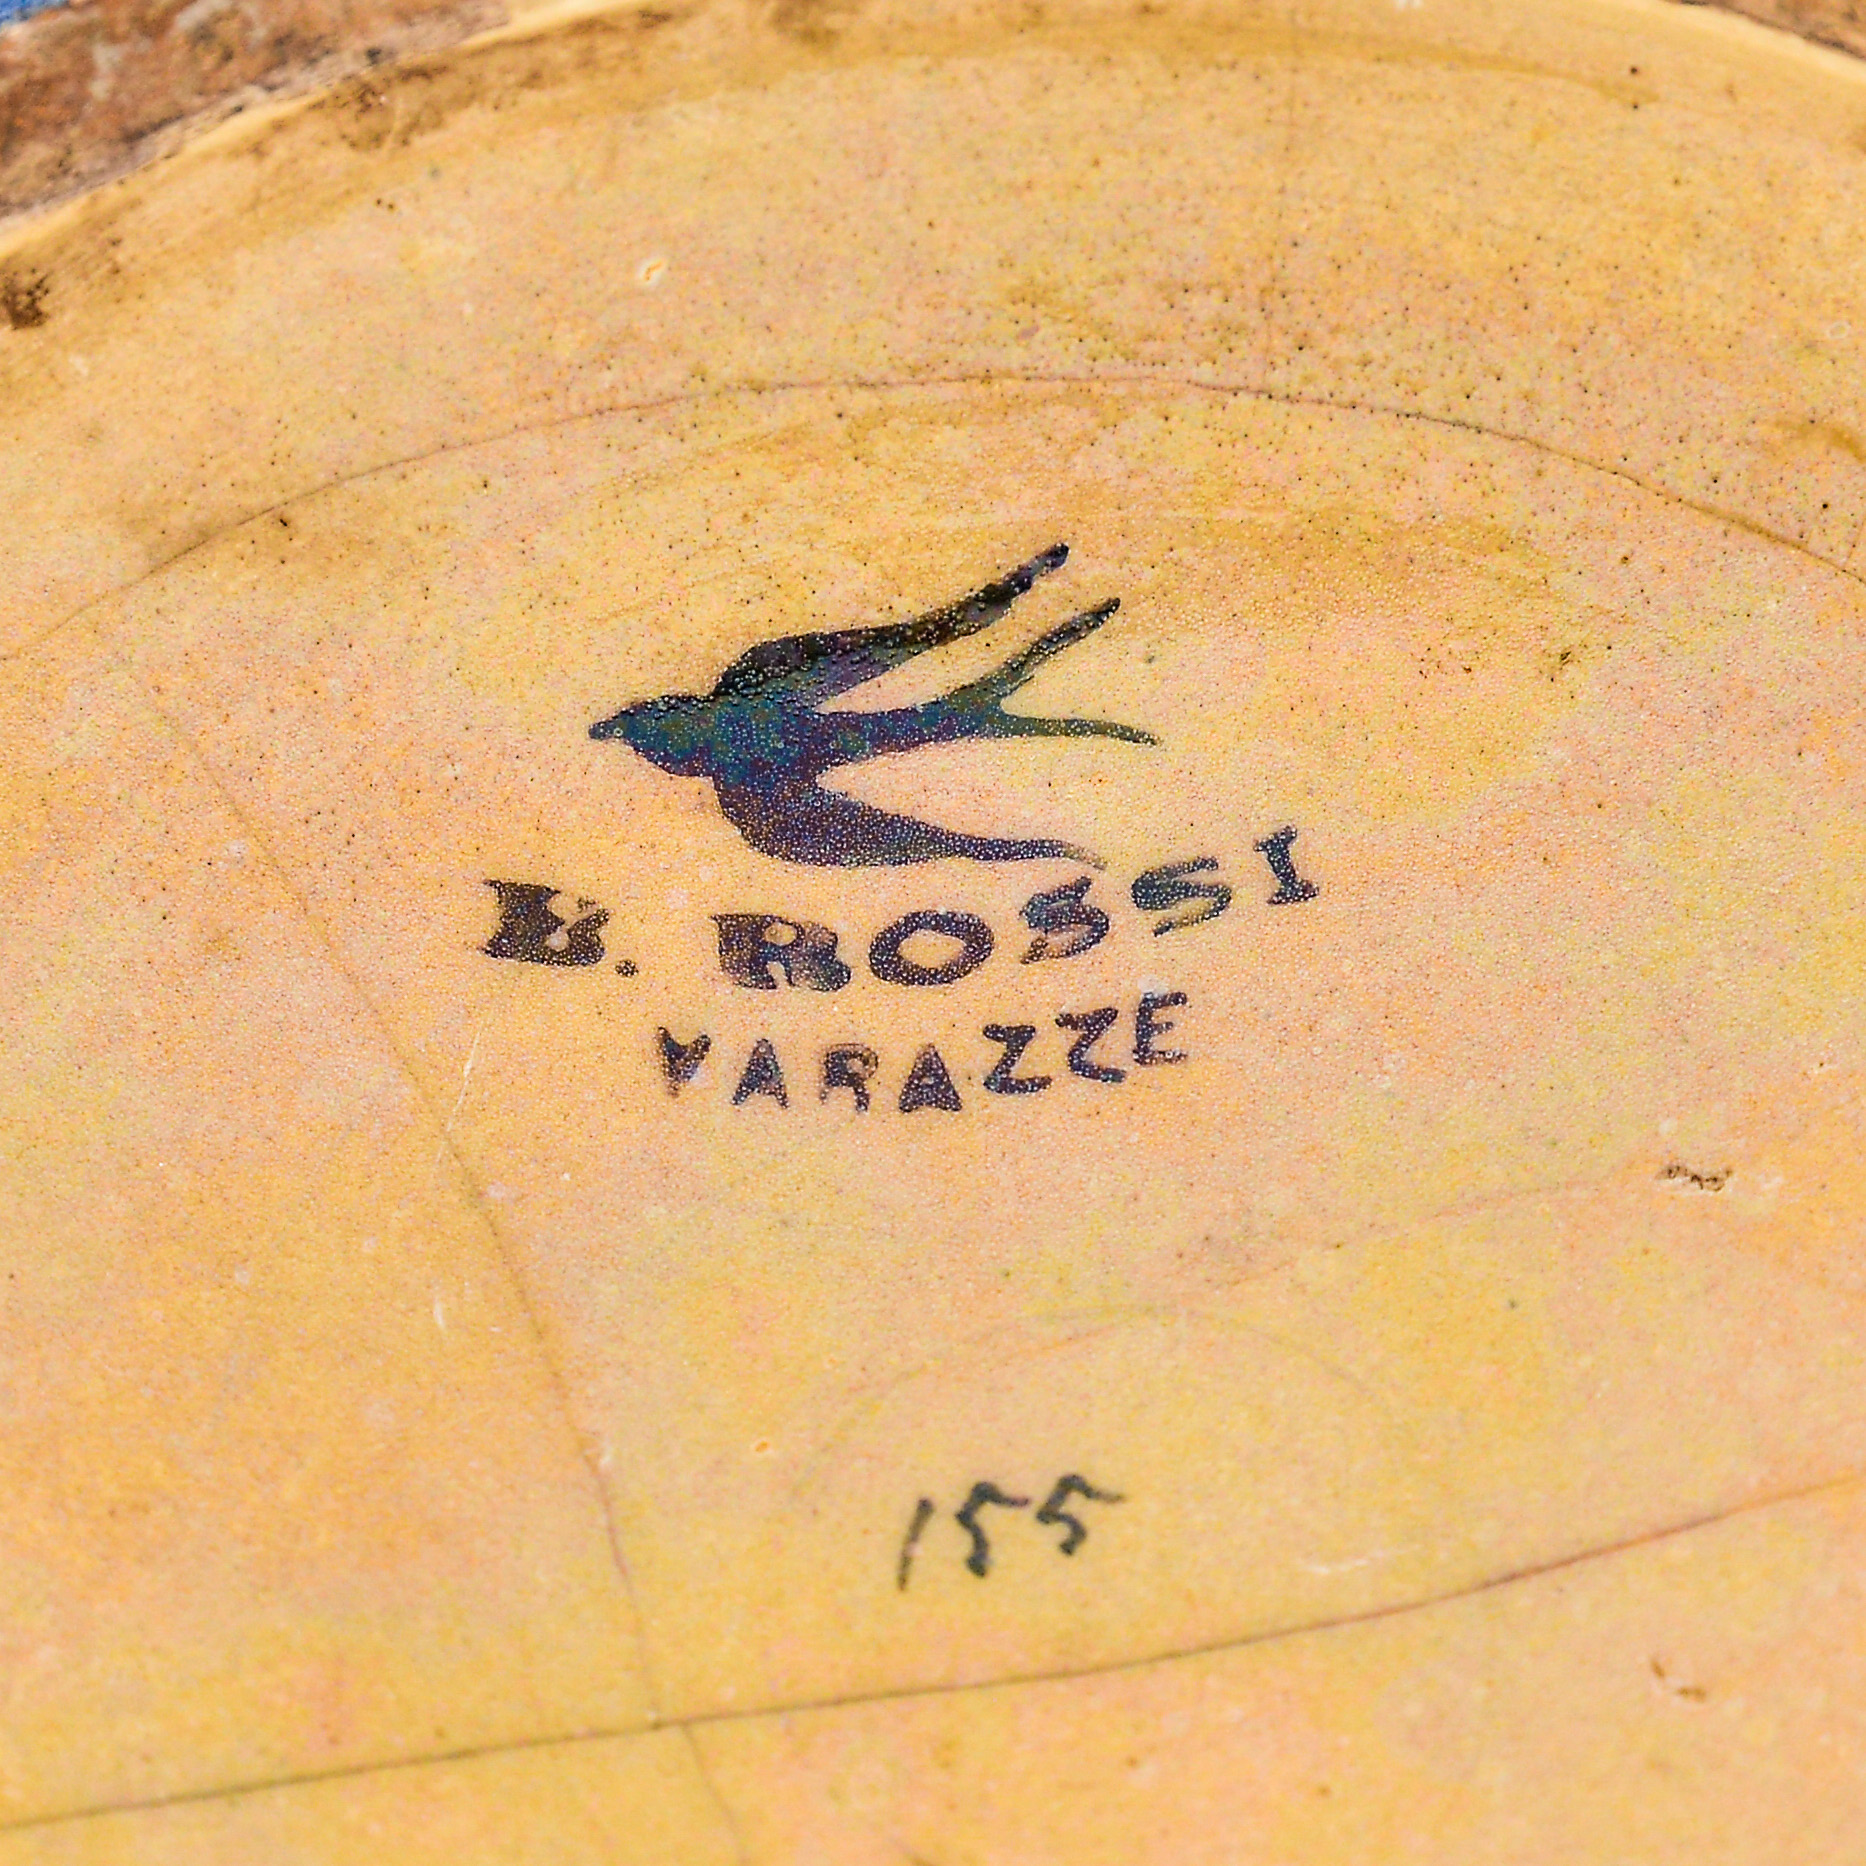 B. ROSSI
VARAZZE
155